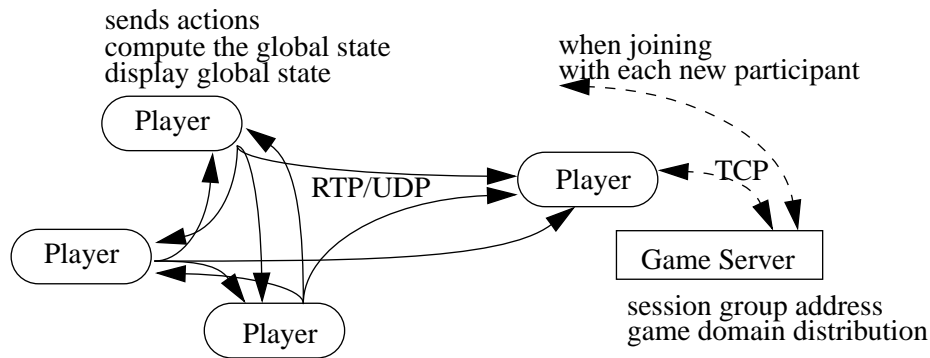 sends actions
compute the global state
display global state
when joining
with each new participant
Player
TCP
RTP/UDP
Player
Player
Game Server
Player
session group address
game domain distribution